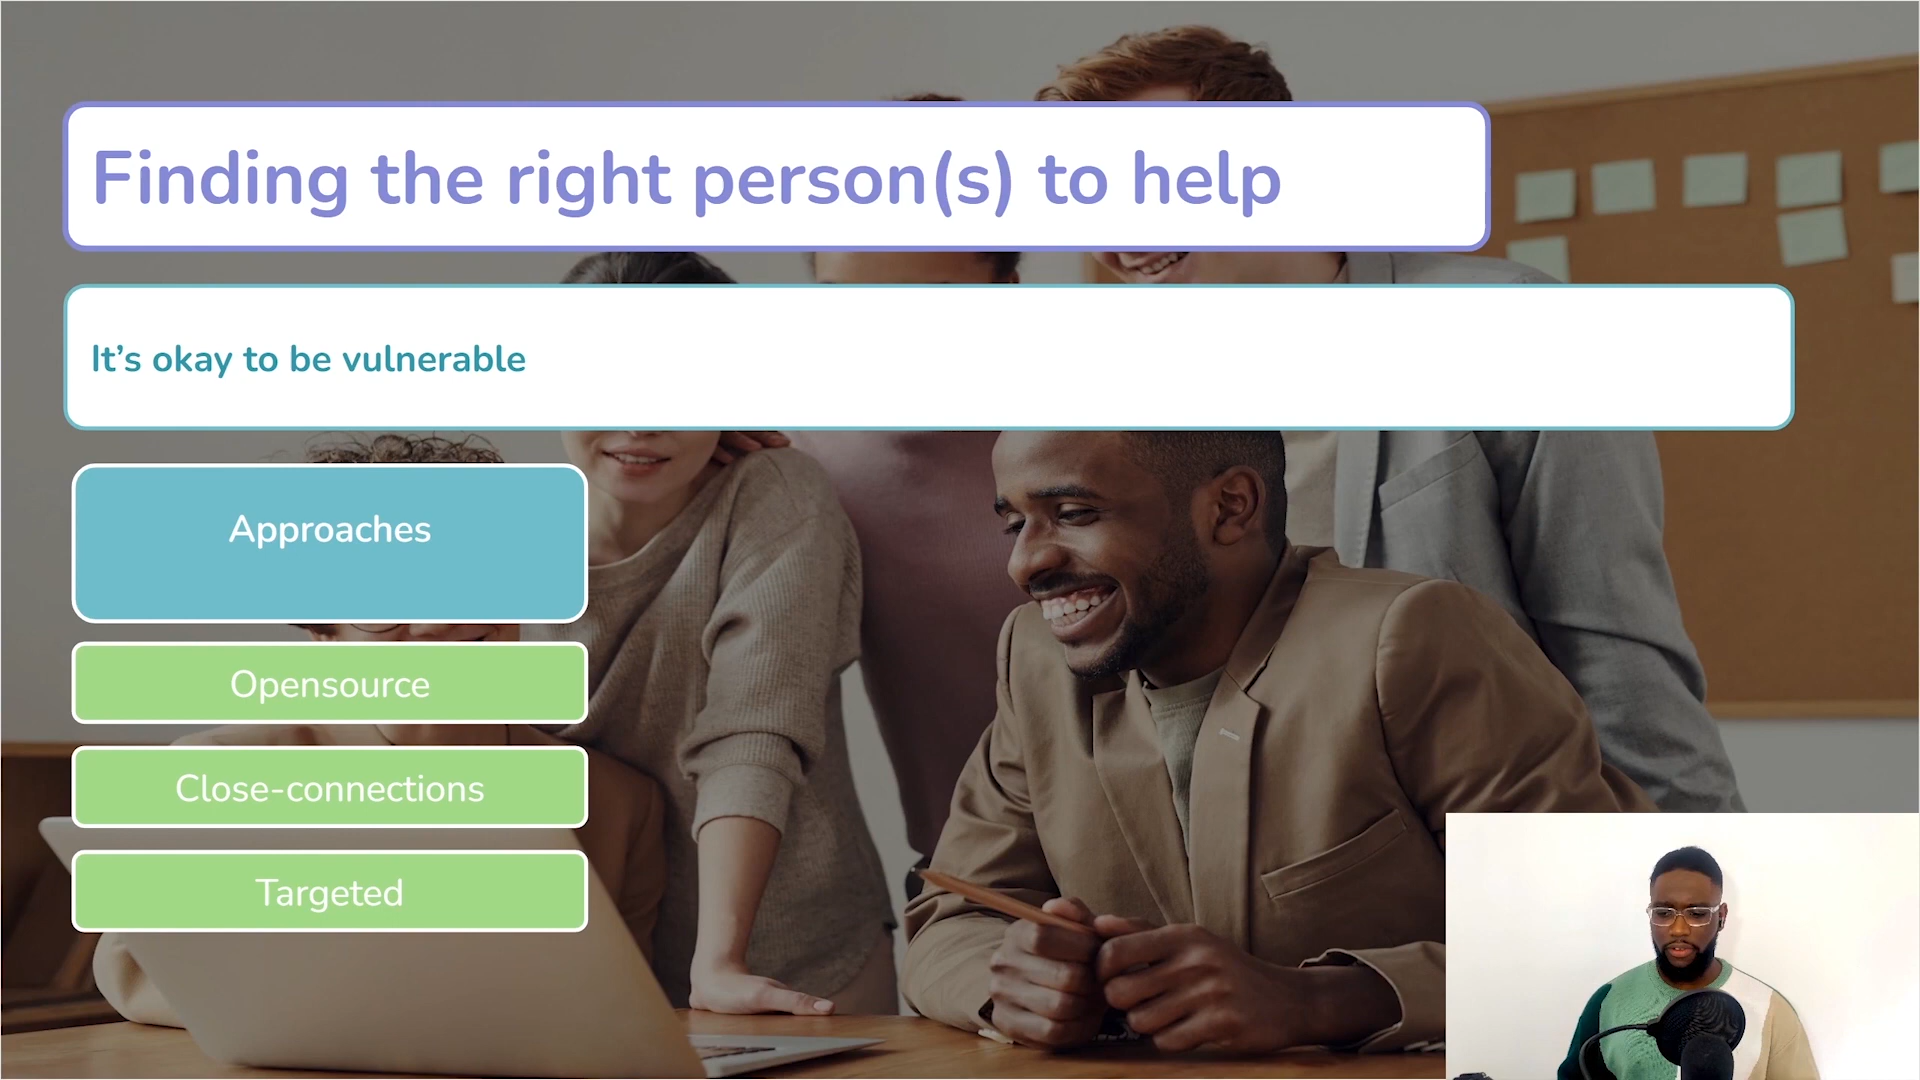 Finding the right person(s) to help
It’s okay to be vulnerable
Approaches
Opensource
Close-connections
Targeted